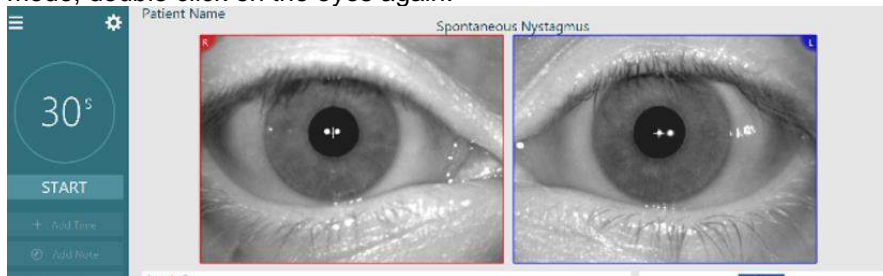 mode, double click on the eyes again.
Patient Name
Spontaneous Nystagmus
R
L
30s
START
+ Add Time
Add Note